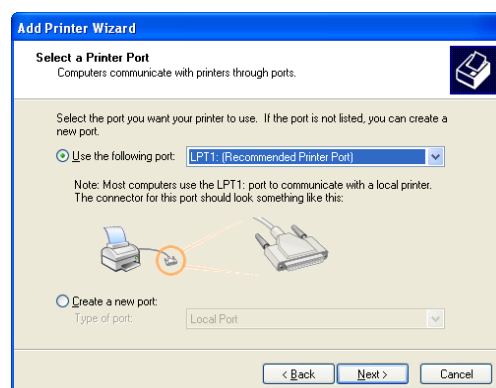 Add Printer Wizard
Select a Printer Port
Computers communicate with printers through ports.
Select the port you want your printer to use. If the port is not listed, you can create a
new port.
Use the following port: LPT1: (Recommended Printer Port)
Note: Most computers use the LPT1: port to communicate with a local printer.
The connector for this port should look something like this:
Create a new port:
Type of port: Local Port
< Back Next > Cancel